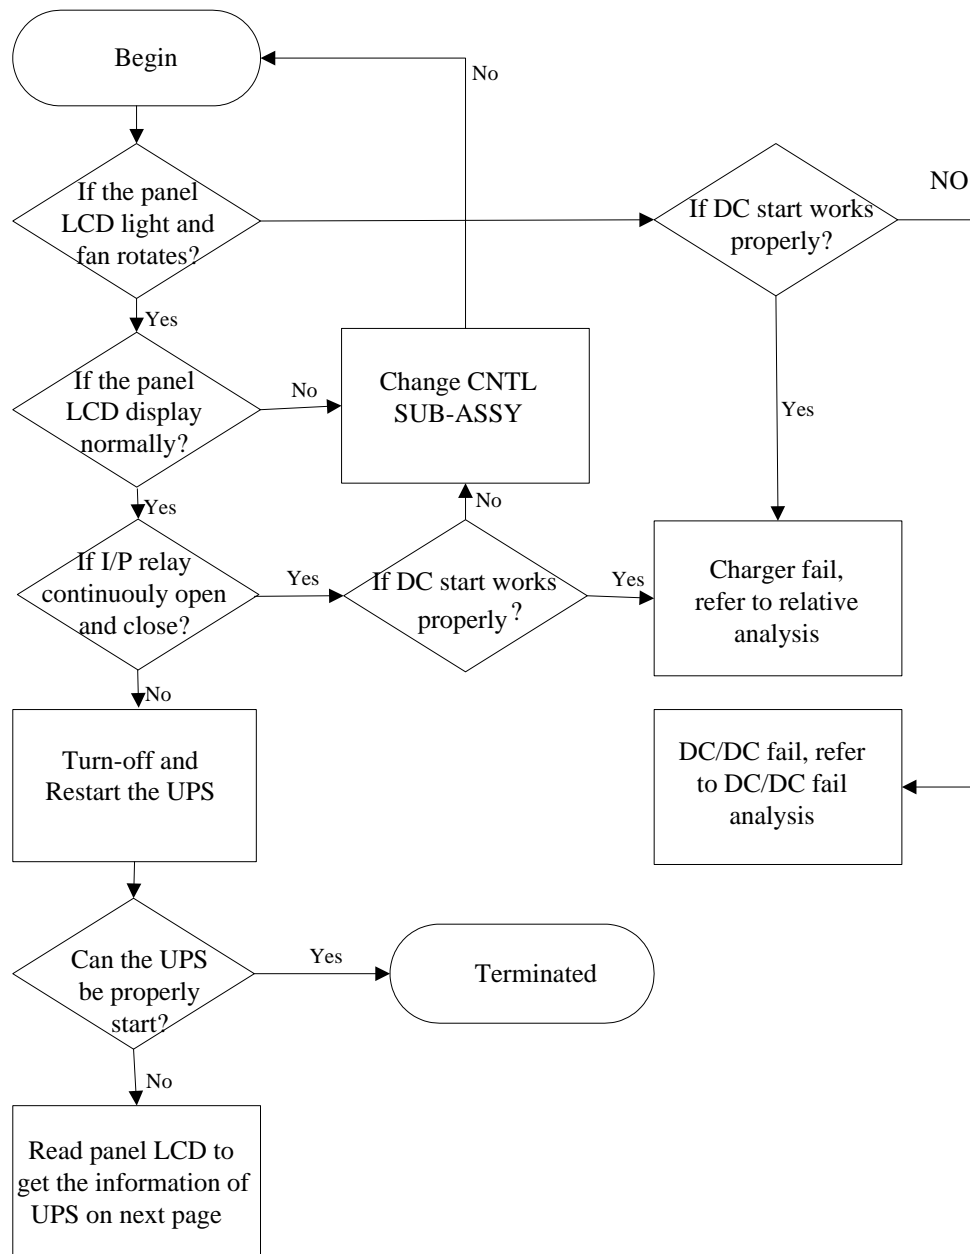 Begin
No
If the panel
LCD light and
fan rotates?
If DC start works
properly?
NO
Yes
If the panel
LCD display
normally?
No
Change CNTL
SUB-ASSY
Yes
Yes
No
If I/P relay
continuouly open
and close?
Yes
If DC start works
properly?
Yes
Charger fail,
refer to relative
analysis
No
Turn-off and
Restart the UPS
DC/DC fail, refer
to DC/DC fail
analysis
Can the UPS
be properly
start?
Yes
Terminated
No
Read panel LCD to
get the information of
UPS on next page